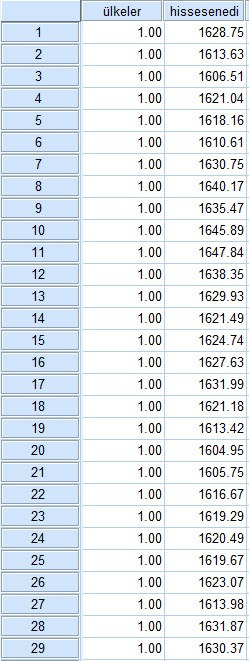 ülkeler hissesenedi
1 1.00 1628.75
2 1.00 1613.63
3 1.00 1606.51
4 1.00 1621.04
5 1.00 1618.16
6 1.00 1610.61
7 1.00 1630.75
8 1.00 1640.17
9 1.00 1635.47
10 1.00 1645.89
11 1.00 1647.84
12 1.00 1638.35
13 1.00 1629.93
14 1.00 1621.49
15 1.00 1624.74
16 1.00 1627.63
17 1.00 1631.99
18 1.00 1621.18
19 1.00 1613.42
20 1.00 1604.95
21 1.00 1605.75
22 1.00 1616.67
23 1.00 1619.29
24 1.00 1620.49
25 1.00 1619.67
26 1.00 1623.07
27 1.00 1613.98
28 1.00 1631.87
29 1.00 1630.37